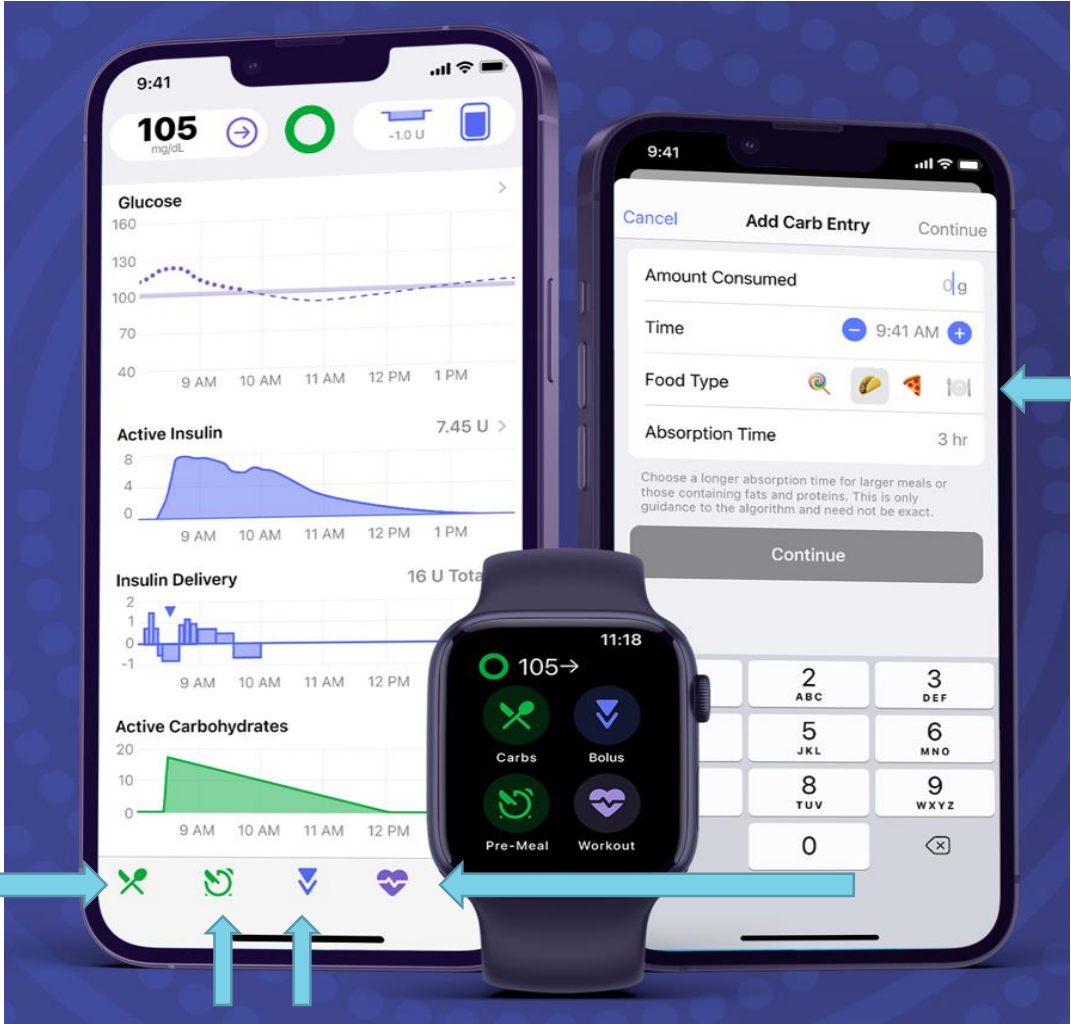 9:41
105
mg/dL
-1.0 U
Glucose
160
130
100
70
40
9 AM 10 AM 11 AM 12 PM 1 PM
Active Insulin 7.45 U
8
4
0
9 AM 10 AM 11 AM 12 PM 1 PM
Insulin Delivery 16 U Tota
2
1
0
-1
9 AM 10 AM 11 AM 12 PM
Active Carbohydrates
20
10
0
9 AM 10 AM 11 AM 12 PM
9:41
Cancel Add Carb Entry Continue
Amount Consumed 0 g
Time 9:41 AM
Food Type
Absorption Time 3 hr
Choose a longer absorption time for larger meals or
those containing fats and proteins. This is only
guidance to the algorithm and need not be exact.
Continue
2 3
ABC DEF
5 6
JKL MNO
8 9
TUV WXYZ
0
11:18
105→
Carbs Bolus
Pre-Meal Workout